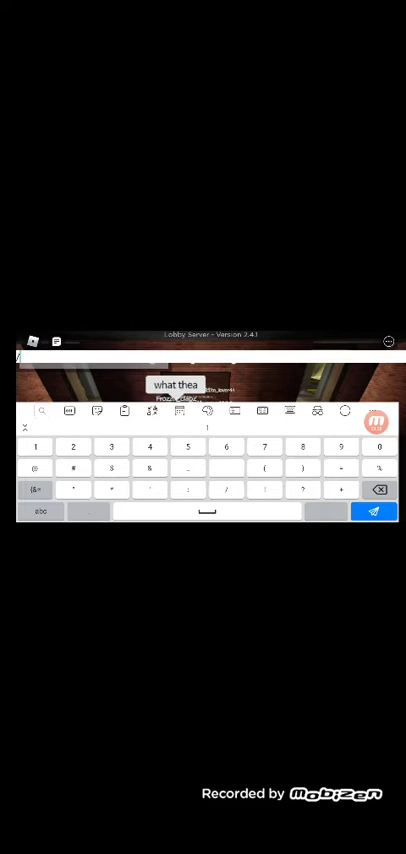 Lobby Server - Version 2.4.1
/
what thea
1
1 2 3 4 5 6 7 8 9 0
@ # $ & _ ( ) = %
{&= " * ' : / ! ? +
abc .
Recorded by mobizen